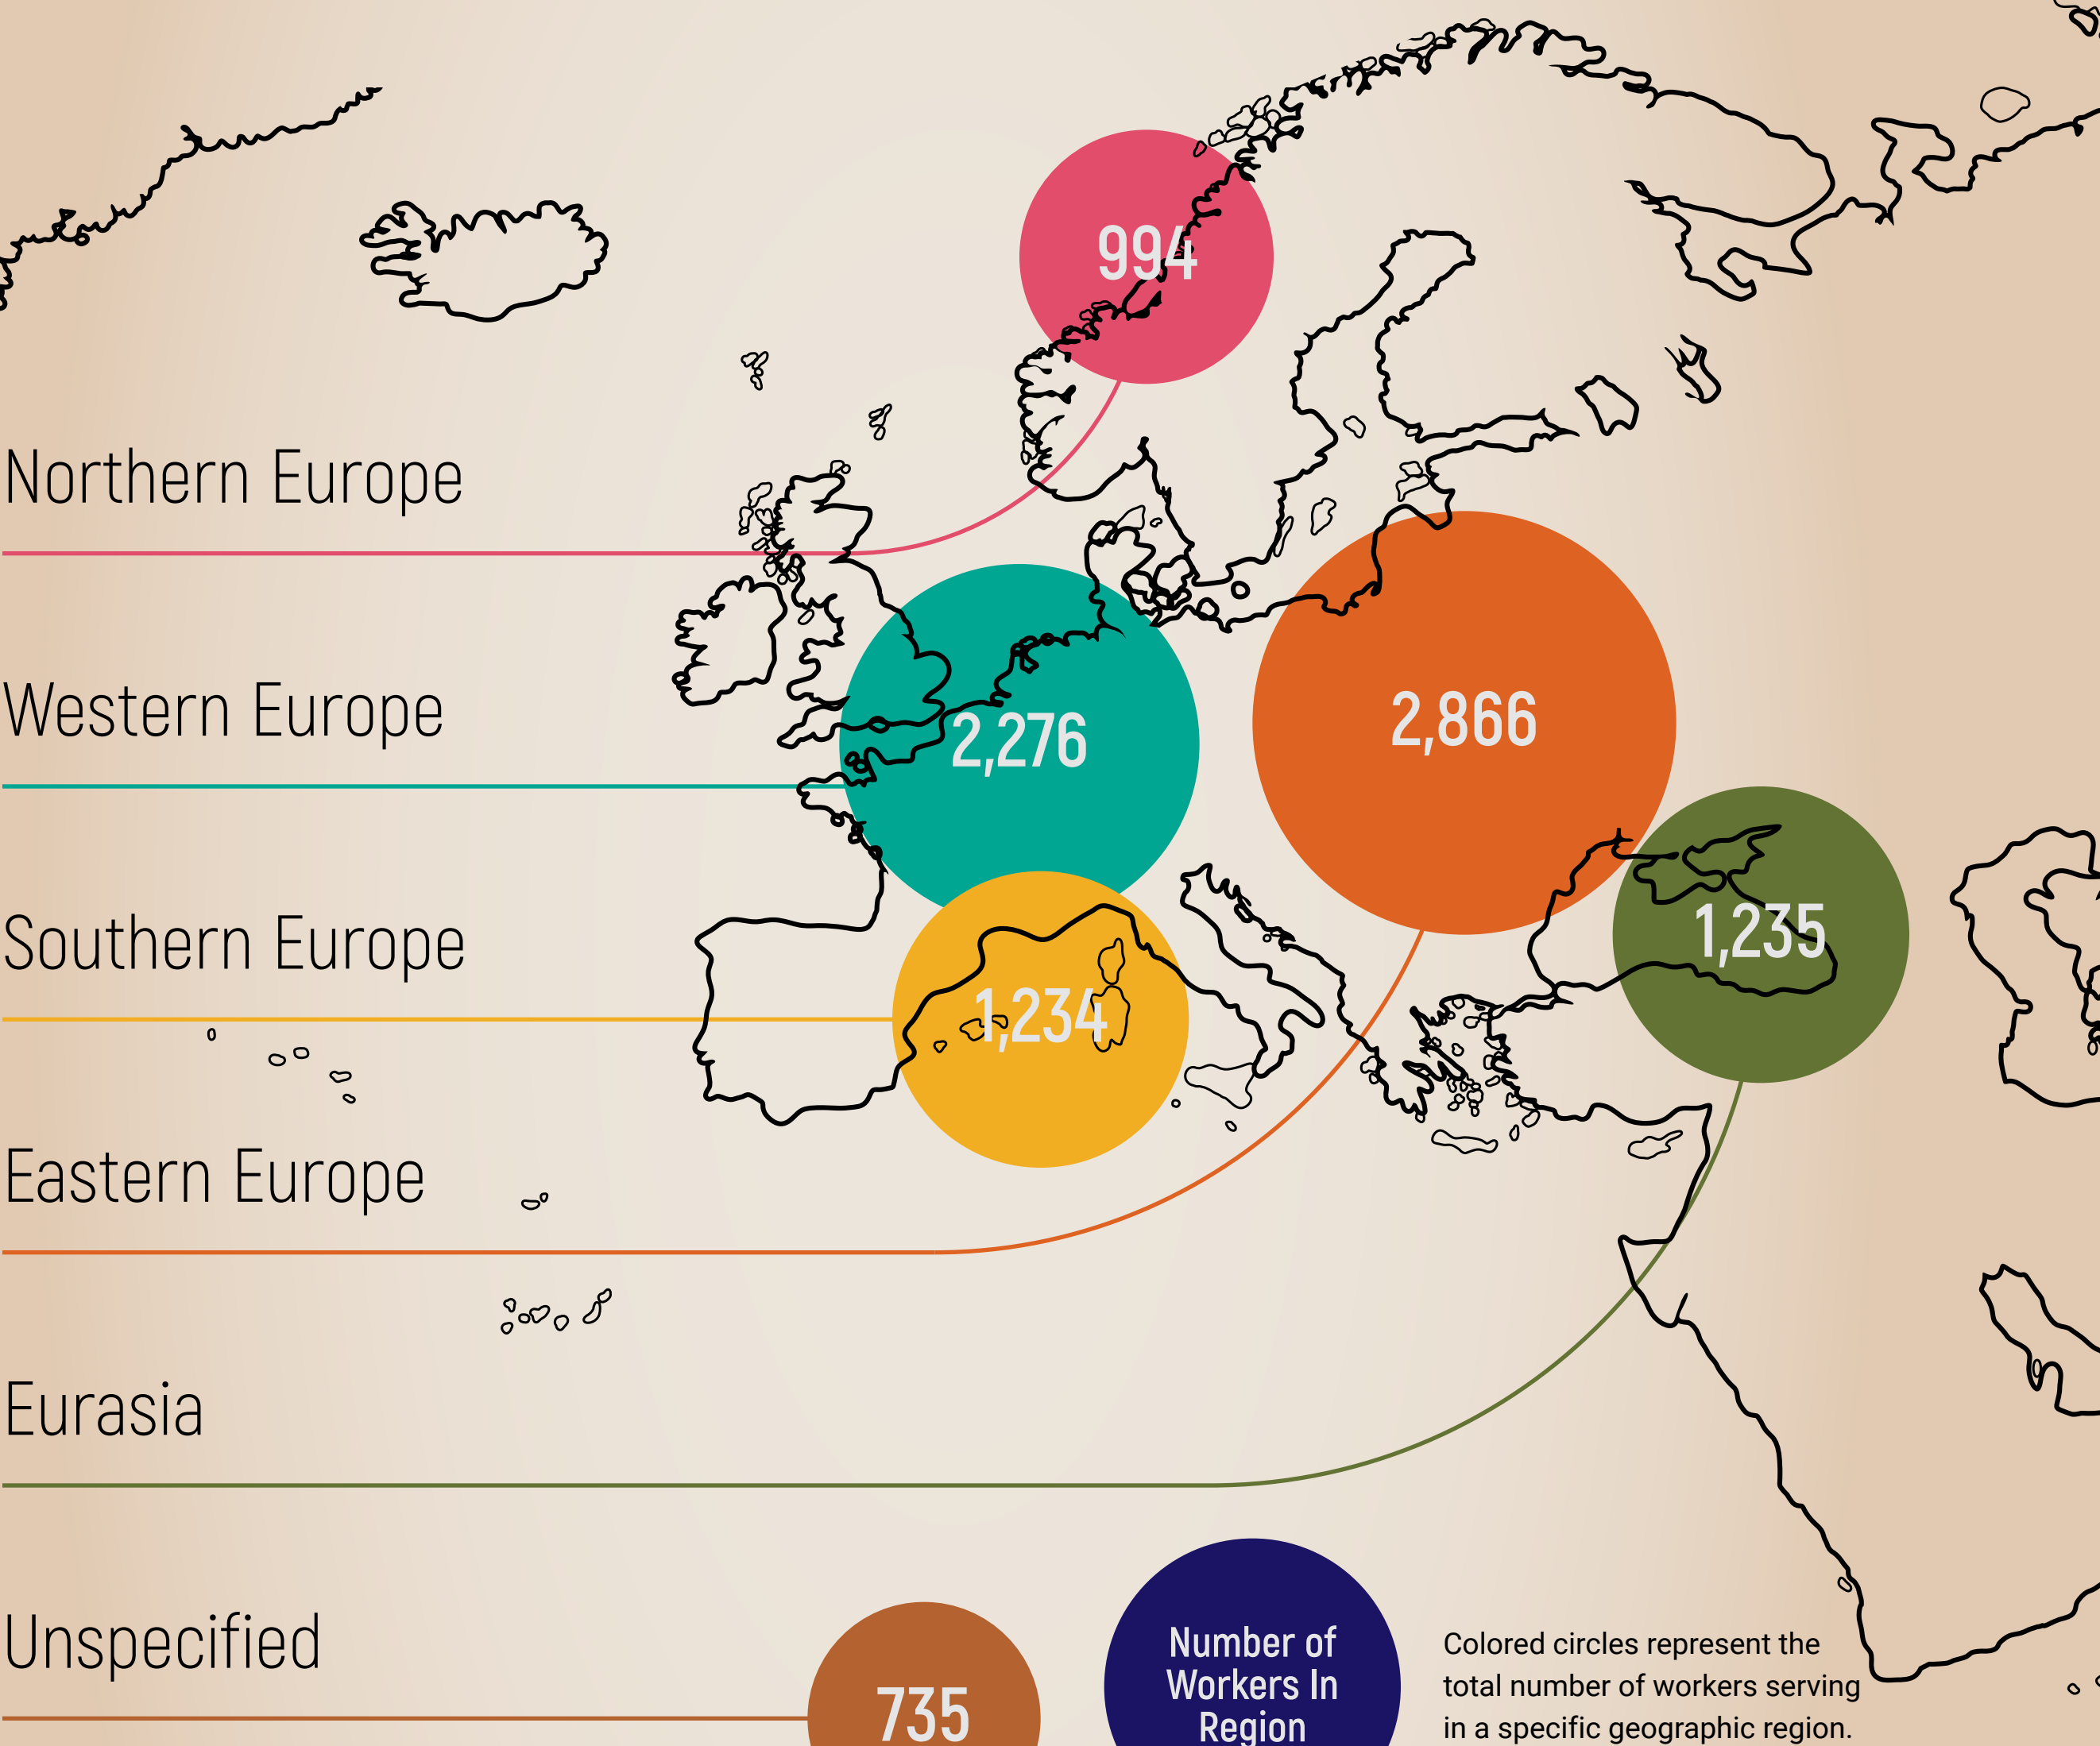 994
Northern Europe
Western Europe
2,276
2,866
Southern Europe
1,235
1,234
Eastern Europe
Eurasia
Unspecified
735
Number of
Workers In
Region
Colored circles represent the
total number of workers serving
in a specific geographic region.